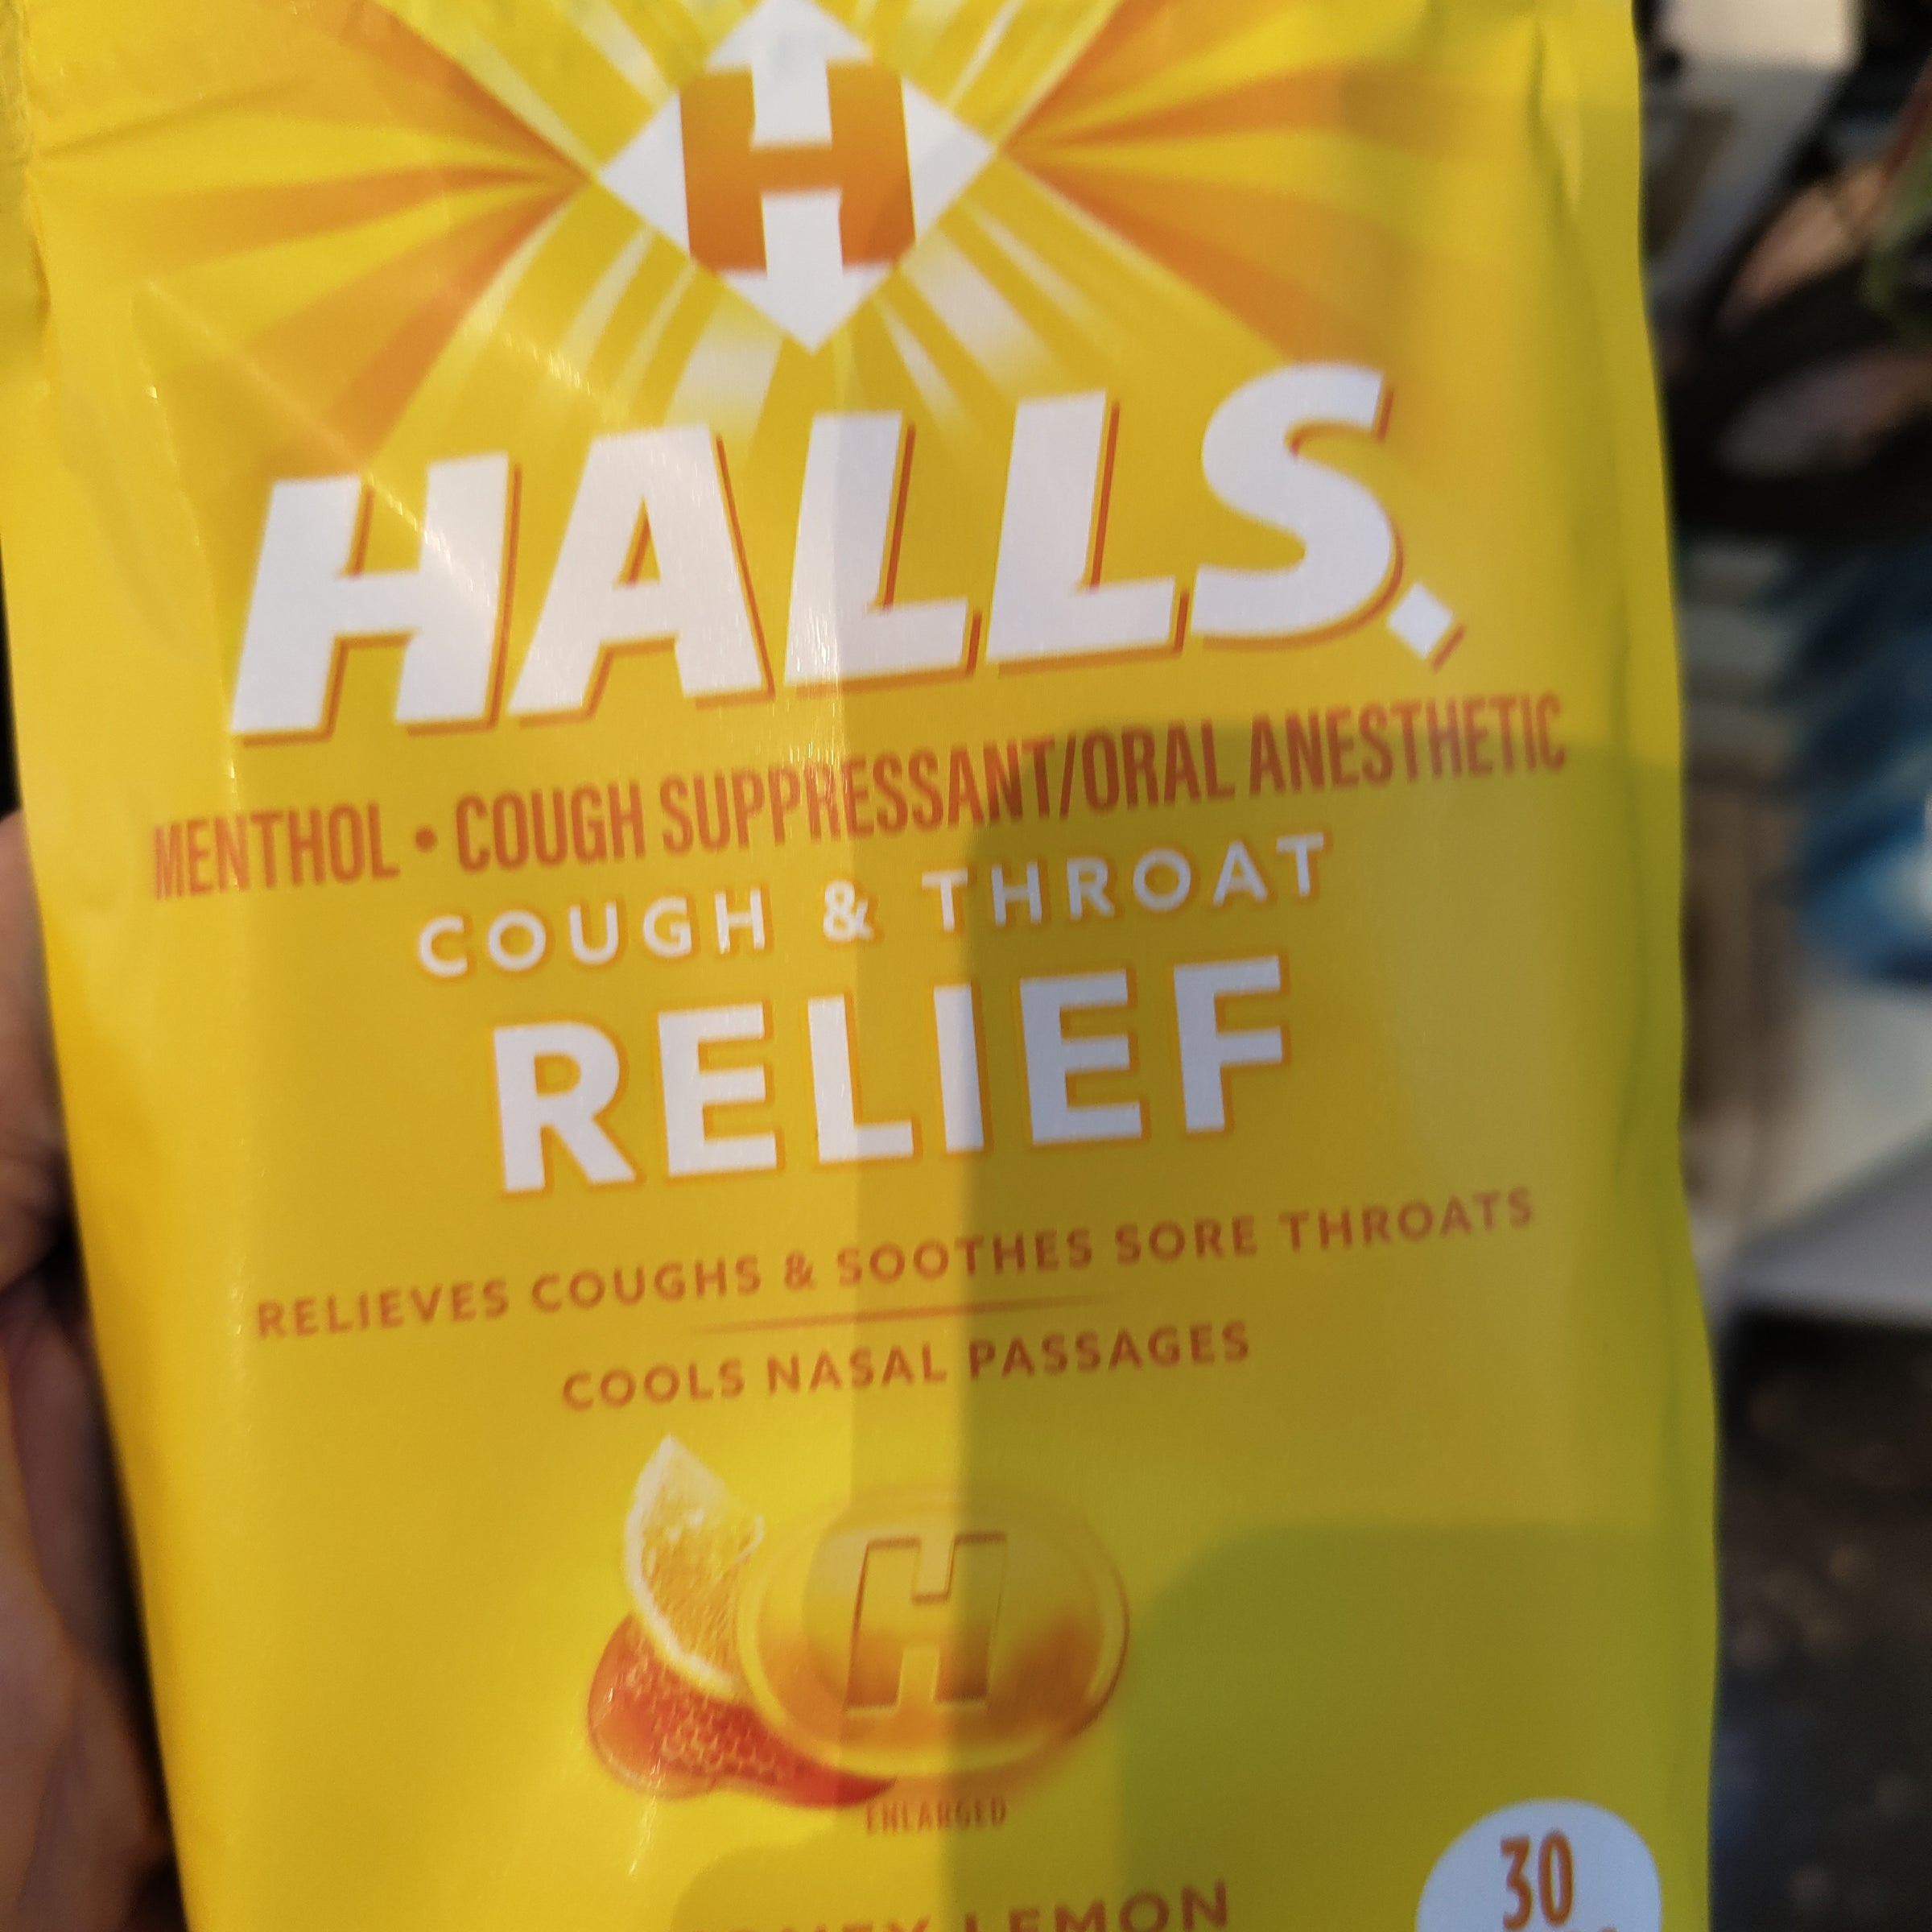 H
HALLS.
MENTHOL • COUGH SUPPRESSANT/ORAL ANESTHETIC
COUGH & THROAT
RELIEF
RELIEVES COUGHS & SOOTHES SORE THROATS
COOLS NASAL PASSAGES
H
ENLARGED
LEMON
30